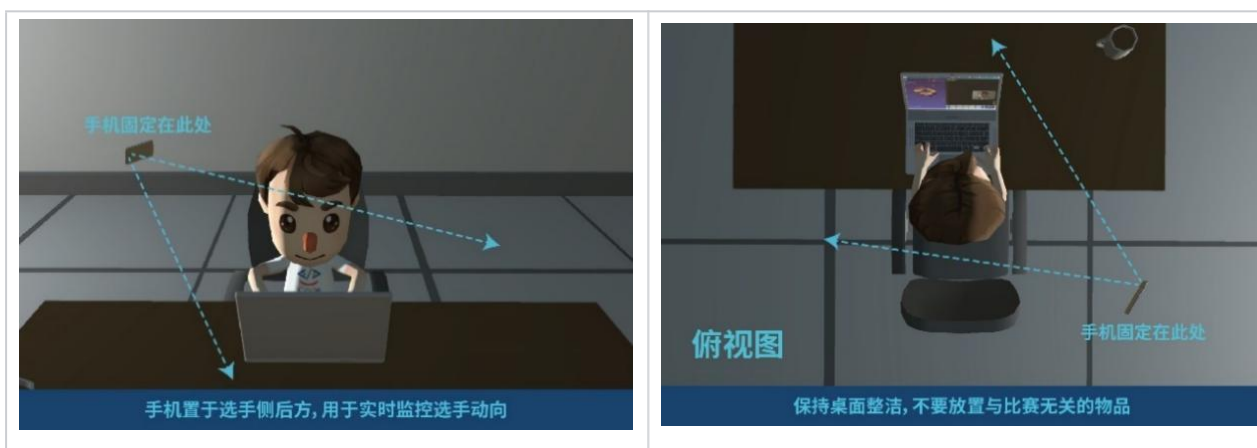 手机固定在此处
手机置于选手侧后方,用于实时监控选手动向
俯视图
手机固定在此处
保持桌面整洁,不要放置与比赛无关的物品